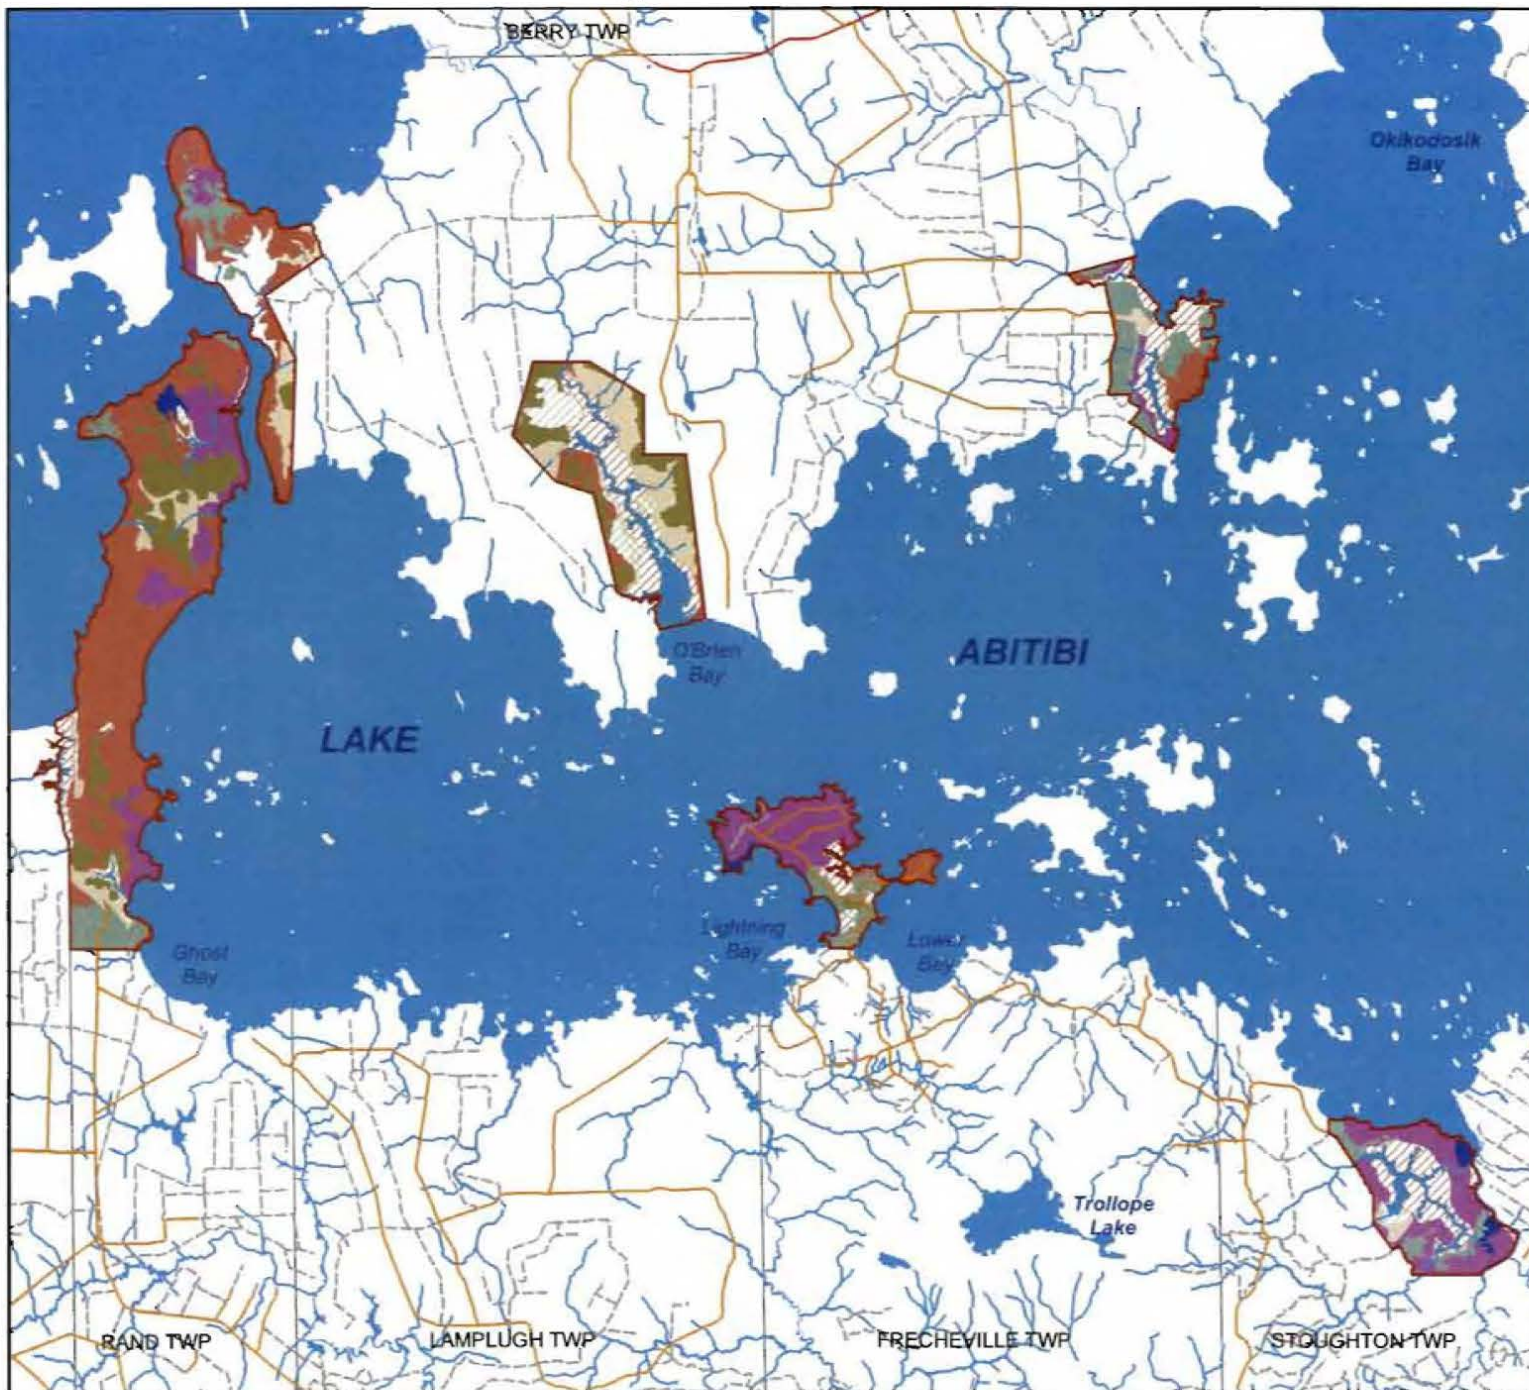 BERRY TWP
Okikodosik
Bay
O'Brien
Bay
ABITIBI
LAKE
Lightning
Bay
Lower
Bay
Ghost
Bay
Trollope
Lake
RAND TWP
LAMPLUGH TWP
FRECHEVILLE TWP
STOUGHTON TWP